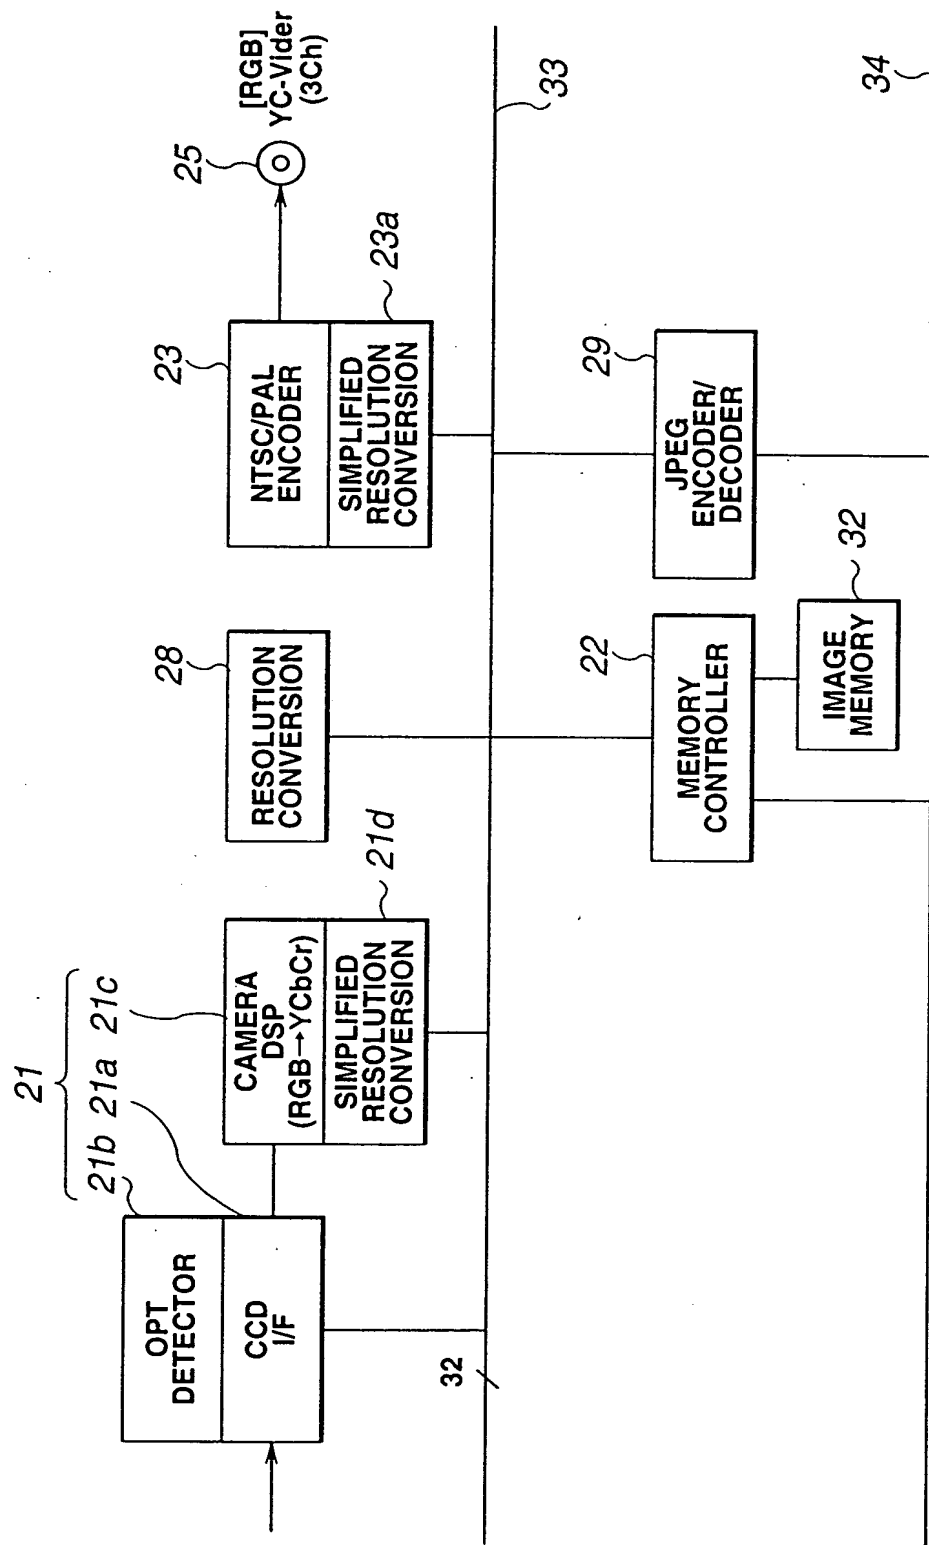 21
21b 21a 21c
OPT
DETECTOR
CCD
I/F
CAMERA
DSP
(RGB→YCbCr)
SIMPLIFIED
RESOLUTION
CONVERSION
21d
28
RESOLUTION
CONVERSION
23
NTSC/PAL
ENCODER
SIMPLIFIED
RESOLUTION
CONVERSION
23a
25
[RGB]
YC-Vider
(3Ch)
32
33
22
MEMORY
CONTROLLER
29
JPEG
ENCODER/
DECODER
IMAGE
MEMORY
32
34